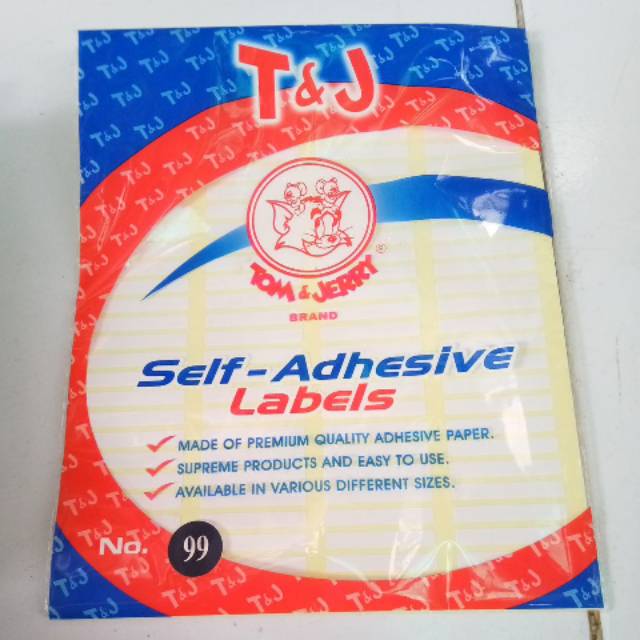 T&J
TOM & JERRY ®
BRAND
Self-Adhesive
Labels
MADE OF PREMIUM QUALITY ADHESIVE PAPER.
SUPREME PRODUCTS AND EASY TO USE.
AVAILABLE IN VARIOUS DIFFERENT SIZES.
No. 99